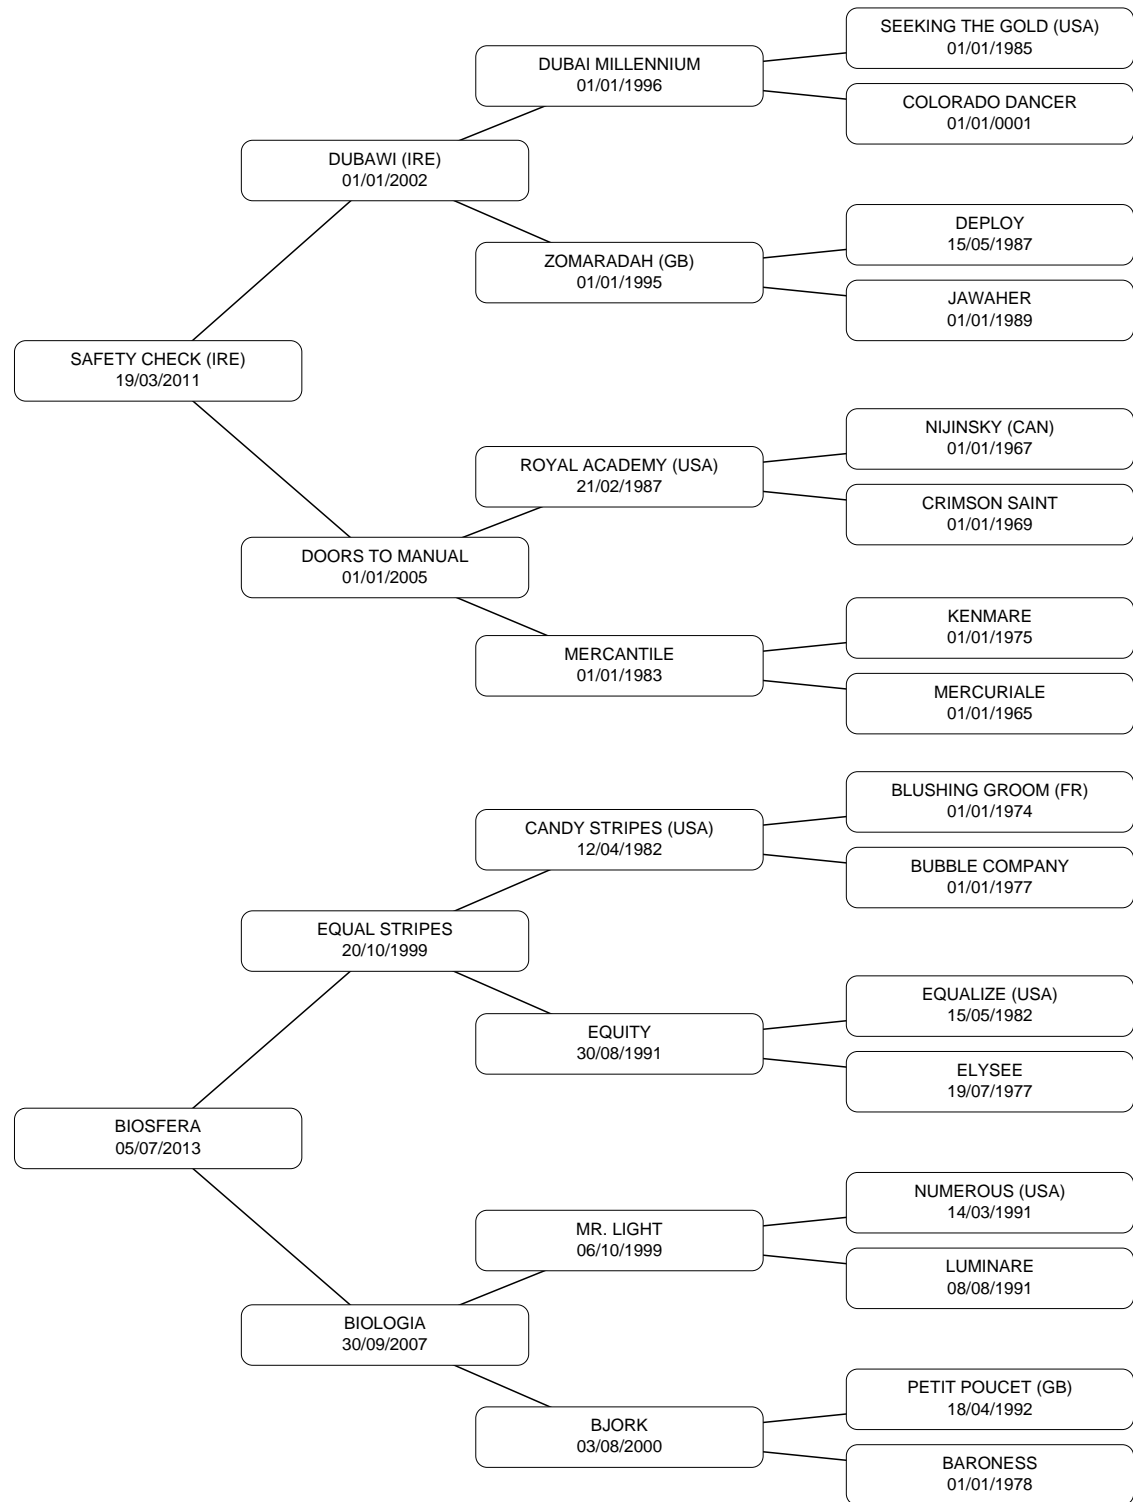 SEEKING THE GOLD (USA)
01/01/1985
DUBAI MILLENNIUM
01/01/1996
COLORADO DANCER
01/01/0001
DUBAWI (IRE)
01/01/2002
DEPLOY
15/05/1987
ZOMARADAH (GB)
01/01/1995
JAWAHER
01/01/1989
SAFETY CHECK (IRE)
19/03/2011
NIJINSKY (CAN)
01/01/1967
ROYAL ACADEMY (USA)
21/02/1987
CRIMSON SAINT
01/01/1969
DOORS TO MANUAL
01/01/2005
KENMARE
01/01/1975
MERCANTILE
01/01/1983
MERCURIALE
01/01/1965
BLUSHING GROOM (FR)
01/01/1974
CANDY STRIPES (USA)
12/04/1982
BUBBLE COMPANY
01/01/1977
EQUAL STRIPES
20/10/1999
EQUALIZE (USA)
15/05/1982
EQUITY
30/08/1991
ELYSEE
19/07/1977
BIOSFERA
05/07/2013
NUMEROUS (USA)
14/03/1991
MR. LIGHT
06/10/1999
LUMINARE
08/08/1991
BIOLOGIA
30/09/2007
PETIT POUCET (GB)
18/04/1992
BJORK
03/08/2000
BARONESS
01/01/1978